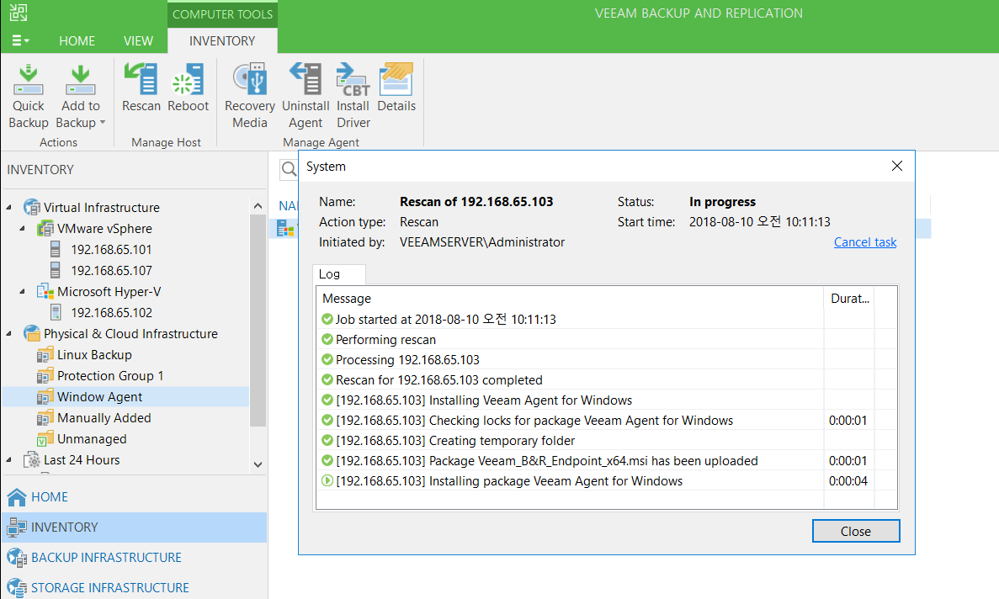 COMPUTER TOOLS
VEEAM BACKUP AND REPLICATION
HOME VIEW INVENTORY
Quick Backup
Add to Backup
Rescan
Reboot
Recovery Media
Uninstall Agent
Install Driver
CBT
Details
Actions
Manage Host
Manage Agent
INVENTORY
Virtual Infrastructure
VMware vSphere
192.168.65.101
192.168.65.107
Microsoft Hyper-V
192.168.65.102
Physical & Cloud Infrastructure
Linux Backup
Protection Group 1
Window Agent
Manually Added
Unmanaged
Last 24 Hours
HOME
INVENTORY
BACKUP INFRASTRUCTURE
STORAGE INFRASTRUCTURE
System
Name: Rescan of 192.168.65.103 Status: In progress
Action type: Rescan Start time: 2018-08-10 오전 10:11:13
Initiated by: VEEAMSERVER\Administrator Cancel task
Log
Message Durat...
Job started at 2018-08-10 오전 10:11:13
Performing rescan
Processing 192.168.65.103
Rescan for 192.168.65.103 completed
[192.168.65.103] Installing Veeam Agent for Windows
[192.168.65.103] Checking locks for package Veeam Agent for Windows 0:00:01
[192.168.65.103] Creating temporary folder
[192.168.65.103] Package Veeam_B&R_Endpoint_x64.msi has been uploaded 0:00:01
[192.168.65.103] Installing package Veeam Agent for Windows 0:00:04
Close